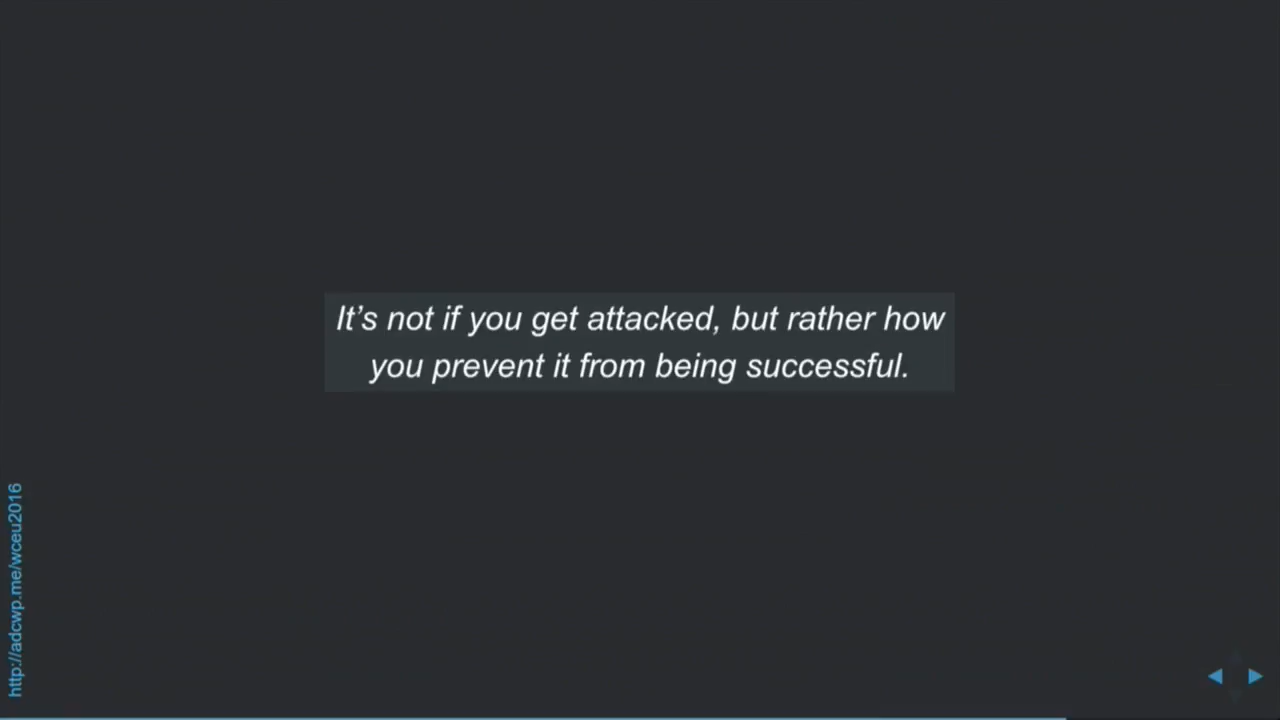 It’s not if you get attacked, but rather how
you prevent it from being successful.
http://adcwp.me/wceu2016